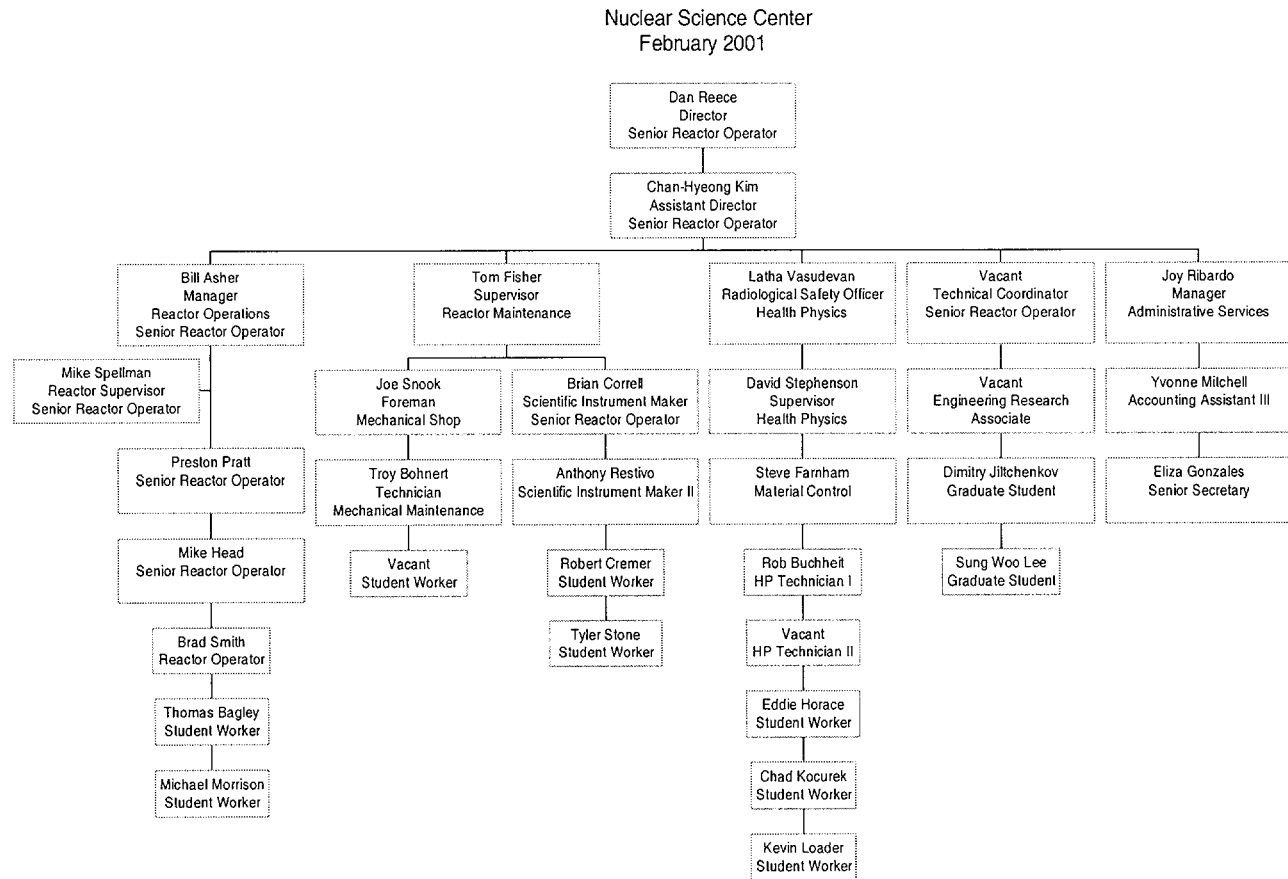 Nuclear Science Center
February 2001
Dan Reece
Director
Senior Reactor Operator
Chan-Hyeong Kim
Assistant Director
Senior Reactor Operator
Bill Asher
Manager
Reactor Operations
Senior Reactor Operator
Tom Fisher
Supervisor
Reactor Maintenance
Latha Vasudevan
Radiological Safety Officer
Health Physics
Vacant
Technical Coordinator
Senior Reactor Operator
Joy Ribardo
Manager
Administrative Services
Mike Spellman
Reactor Supervisor
Senior Reactor Operator
Joe Snook
Foreman
Mechanical Shop
Brian Correll
Scientific Instrument Maker
Senior Reactor Operator
David Stephenson
Supervisor
Health Physics
Vacant
Engineering Research
Associate
Yvonne Mitchell
Accounting Assistant III
Preston Pratt
Senior Reactor Operator
Troy Bohnert
Technician
Mechanical Maintenance
Anthony Restivo
Scientific Instrument Maker II
Steve Farnham
Material Control
Dimitry Jiltchenkov
Graduate Student
Eliza Gonzales
Senior Secretary
Mike Head
Senior Reactor Operator
Vacant
Student Worker
Robert Cremer
Student Worker
Rob Buchheit
HP Technician I
Sung Woo Lee
Graduate Student
Brad Smith
Reactor Operator
Tyler Stone
Student Worker
Vacant
HP Technician II
Thomas Bagley
Student Worker
Eddie Horace
Student Worker
Michael Morrison
Student Worker
Chad Kocurek
Student Worker
Kevin Loader
Student Worker